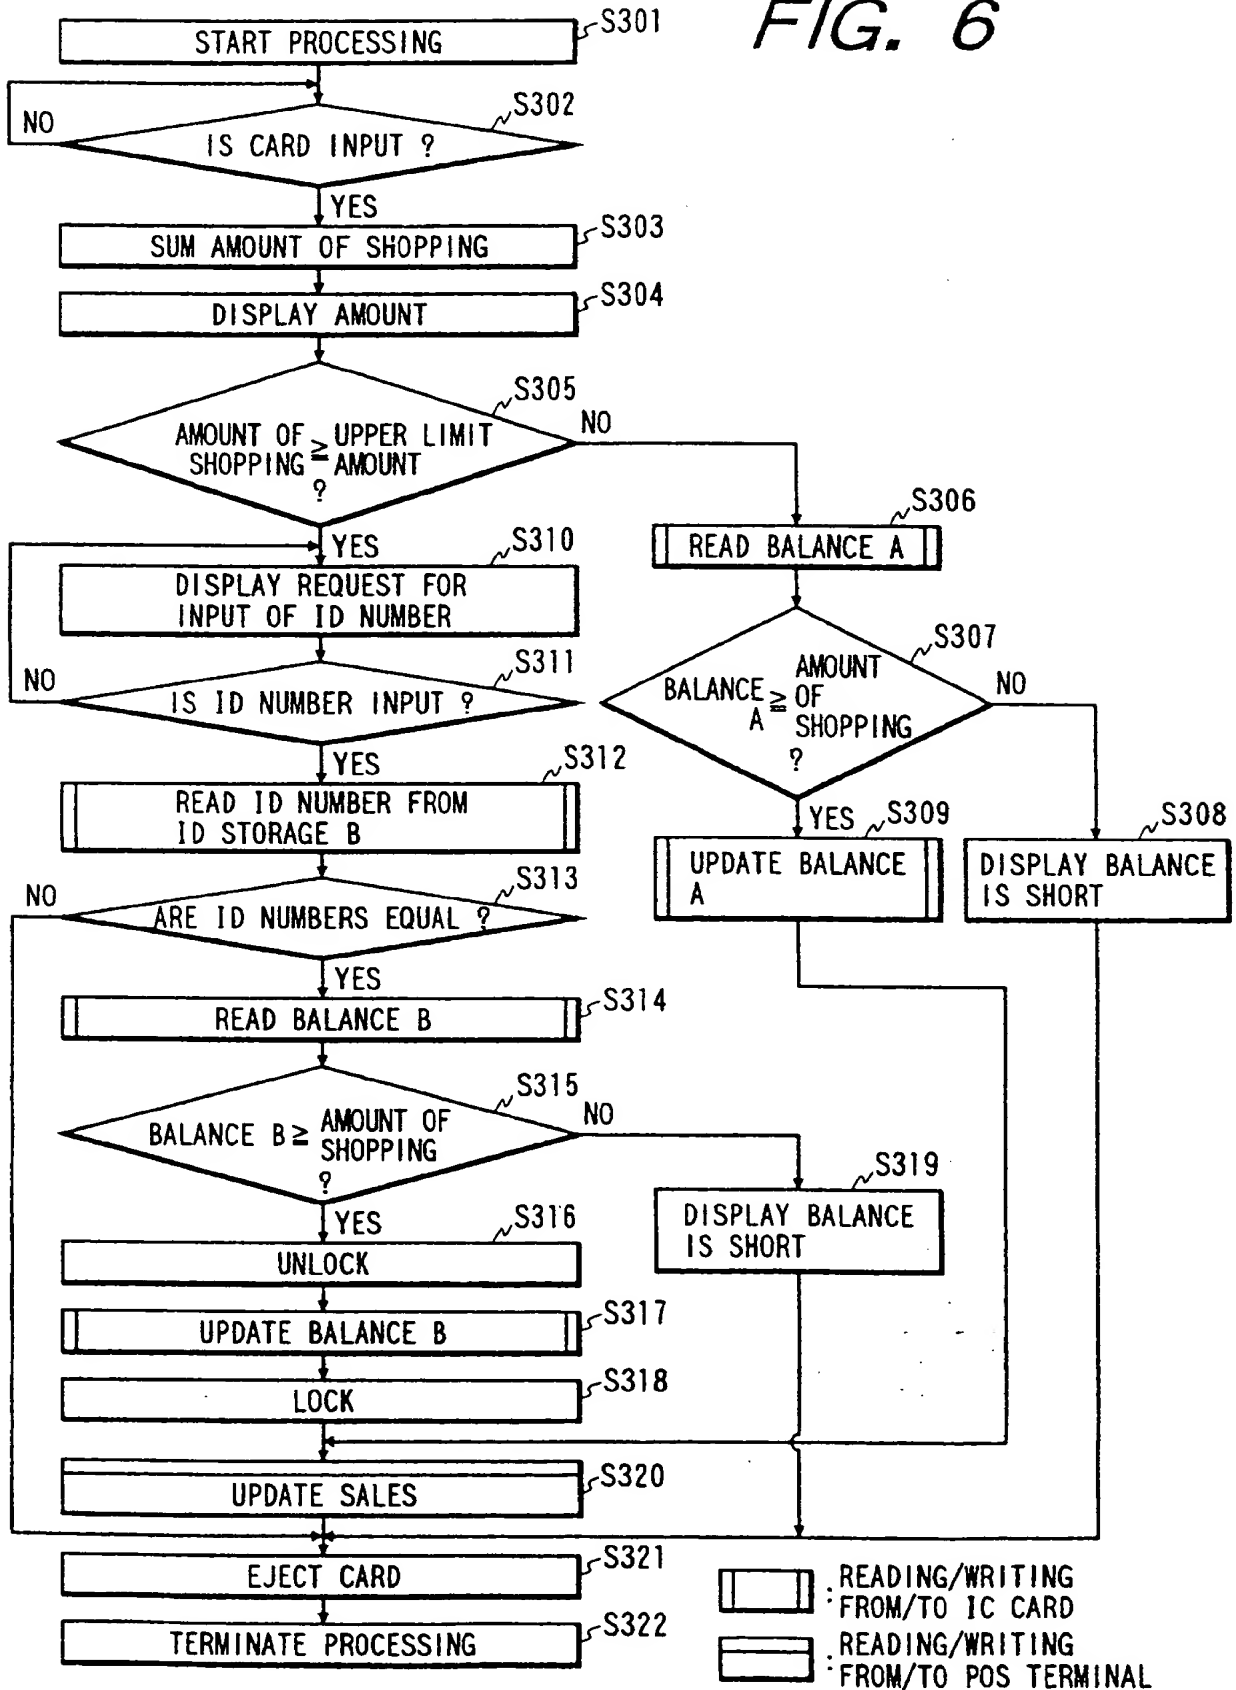 FIG. 6
START PROCESSING
S301
S302
NO
IS CARD INPUT ?
YES
SUM AMOUNT OF SHOPPING
S303
DISPLAY AMOUNT
S304
S305
AMOUNT OF ≧ UPPER LIMIT
SHOPPING AMOUNT
?
NO
YES
S306
READ BALANCE A
S307
BALANCE ≧ AMOUNT
A OF
SHOPPING
?
NO
YES
S309
UPDATE BALANCE
A
S308
DISPLAY BALANCE
IS SHORT
S310
DISPLAY REQUEST FOR
INPUT OF ID NUMBER
S311
NO
IS ID NUMBER INPUT ?
YES
S312
READ ID NUMBER FROM
ID STORAGE B
S313
NO
ARE ID NUMBERS EQUAL ?
YES
READ BALANCE B
S314
S315
BALANCE B ≧ AMOUNT OF
SHOPPING
?
NO
YES
S316
UNLOCK
S319
DISPLAY BALANCE
IS SHORT
UPDATE BALANCE B
S317
LOCK
S318
UPDATE SALES
S320
EJECT CARD
S321
TERMINATE PROCESSING
S322
: READING/WRITING
FROM/TO IC CARD
: READING/WRITING
FROM/TO POS TERMINAL